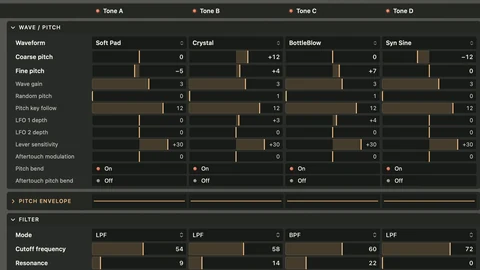 Tone A Tone B Tone C Tone D
WAVE / PITCH
Waveform Soft Pad Crystal BottleBlow Syn Sine
Coarse pitch 0 +12 0 −12
Fine pitch −5 +4 +7 0
Wave gain 3 3 3 3
Random pitch 0 1 1 0
Pitch key follow 12 12 12 12
LFO 1 depth 0 +3 +4 0
LFO 2 depth 0 0 0 0
Lever sensitivity +30 +30 +30 +30
Aftertouch modulation 0 0 0 0
Pitch bend On On On On
Aftertouch pitch bend Off Off Off Off
PITCH ENVELOPE
FILTER
Mode LPF LPF BPF LPF
Cutoff frequency 54 58 60 72
Resonance 9 14 22 0